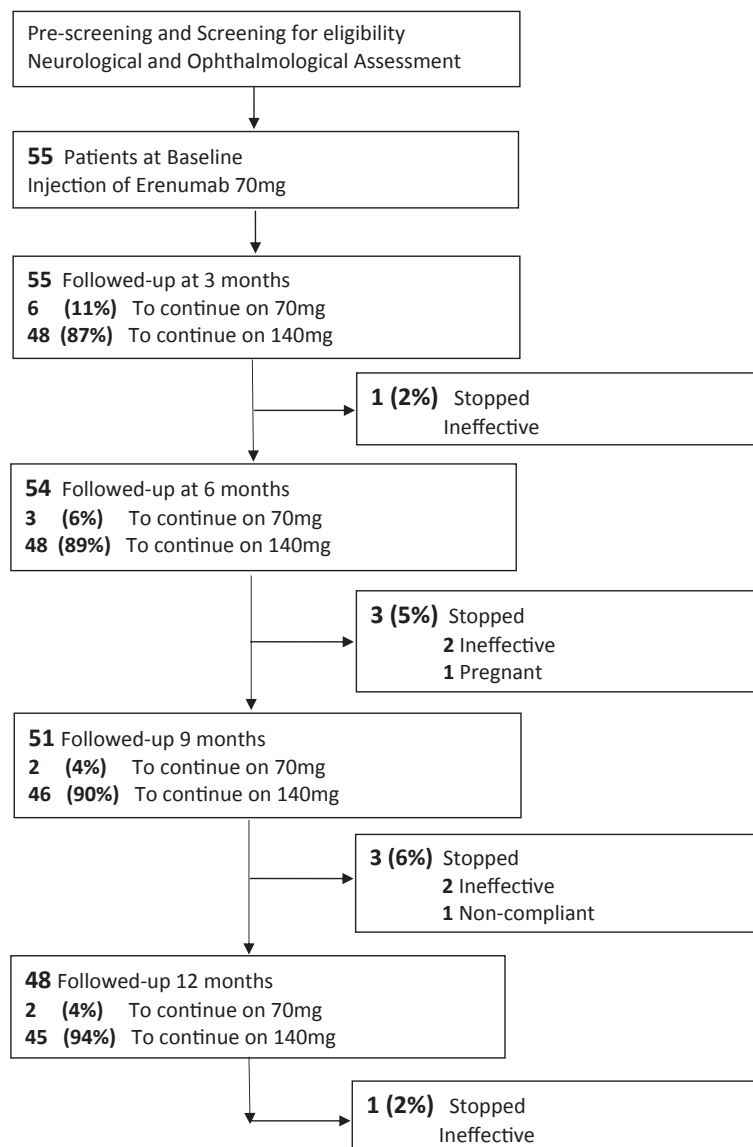 Pre-screening and Screening for eligibility
Neurological and Ophthalmological Assessment
55 Patients at Baseline
Injection of Erenumab 70mg
55 Followed-up at 3 months
6 (11%) To continue on 70mg
48 (87%) To continue on 140mg
1 (2%) Stopped
Ineffective
54 Followed-up at 6 months
3 (6%) To continue on 70mg
48 (89%) To continue on 140mg
3 (5%) Stopped
2 Ineffective
1 Pregnant
51 Followed-up 9 months
2 (4%) To continue on 70mg
46 (90%) To continue on 140mg
3 (6%) Stopped
2 Ineffective
1 Non-compliant
48 Followed-up 12 months
2 (4%) To continue on 70mg
45 (94%) To continue on 140mg
1 (2%) Stopped
Ineffective